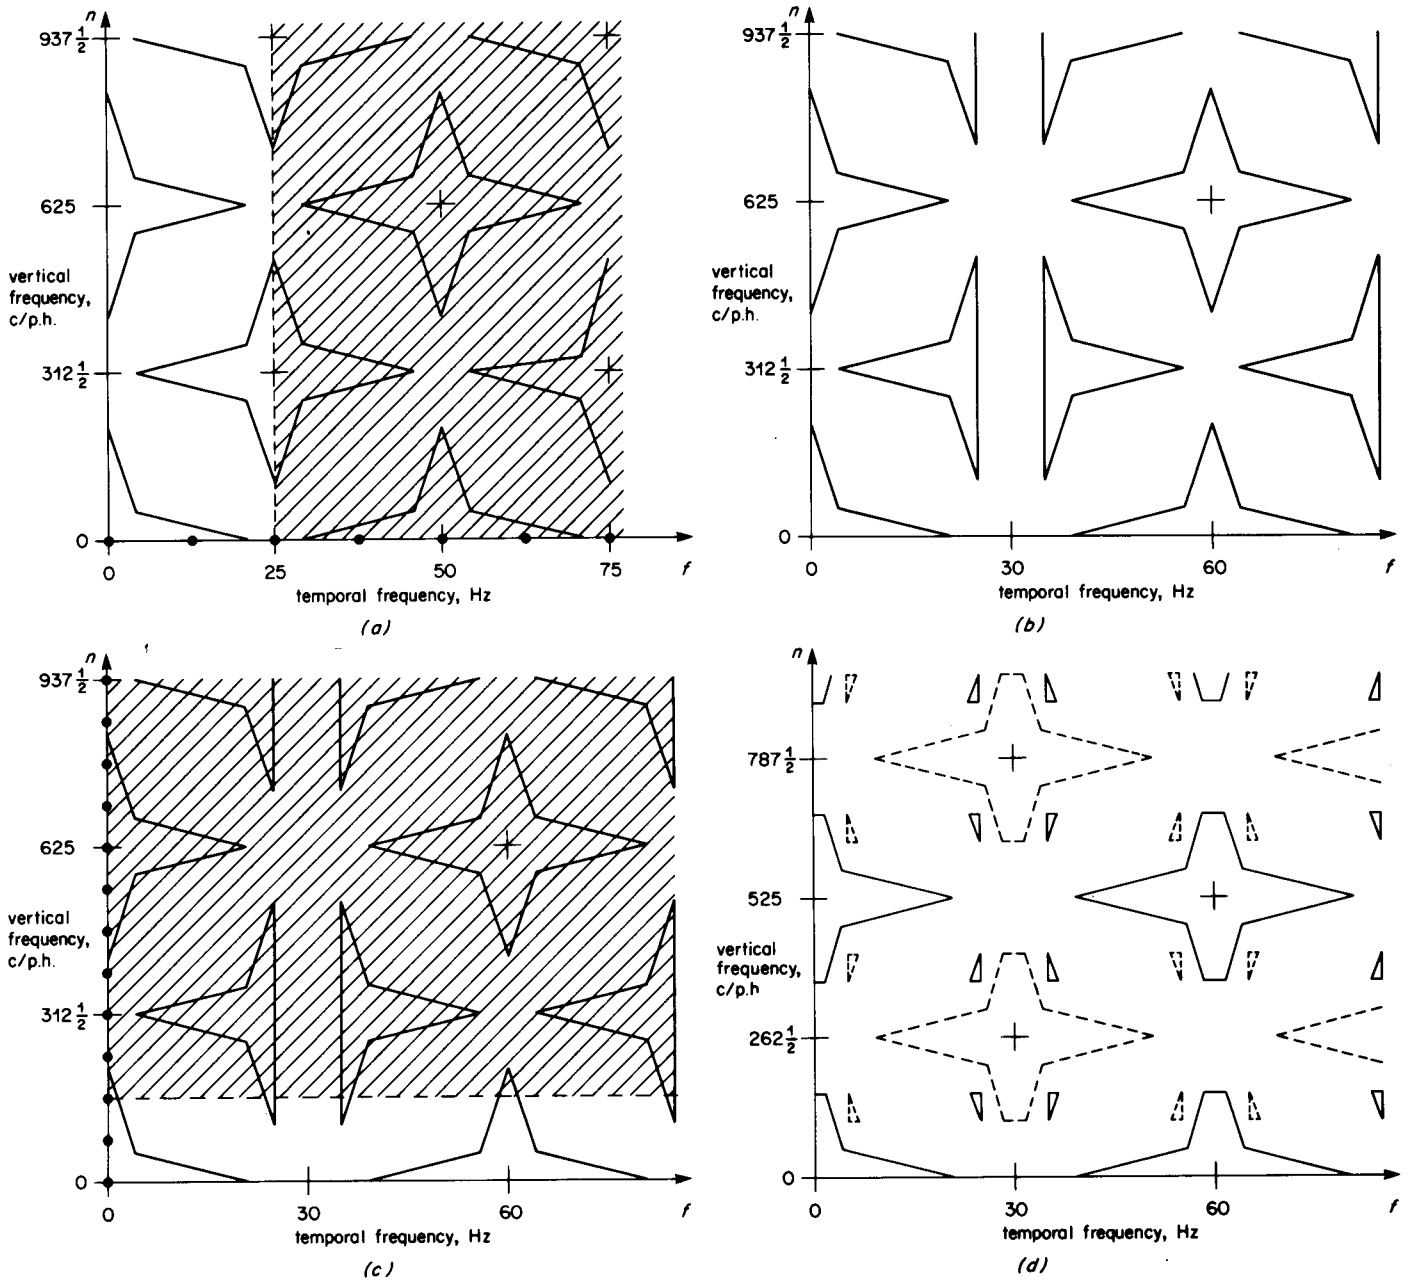 n
937 1/2
625
vertical
frequency,
c/p.h.
312 1/2
0
0 25 50 75 f
temporal frequency, Hz
(a)
n
937 1/2
625
vertical
frequency,
c/p.h.
312 1/2
0
0 30 60 f
temporal frequency, Hz
(b)
n
937 1/2
625
vertical
frequency,
c/p.h.
312 1/2
0
0 30 60 f
temporal frequency, Hz
(c)
n
787 1/2
525
vertical
frequency,
c/p.h
262 1/2
0
0 30 60 f
temporal frequency, Hz
(d)